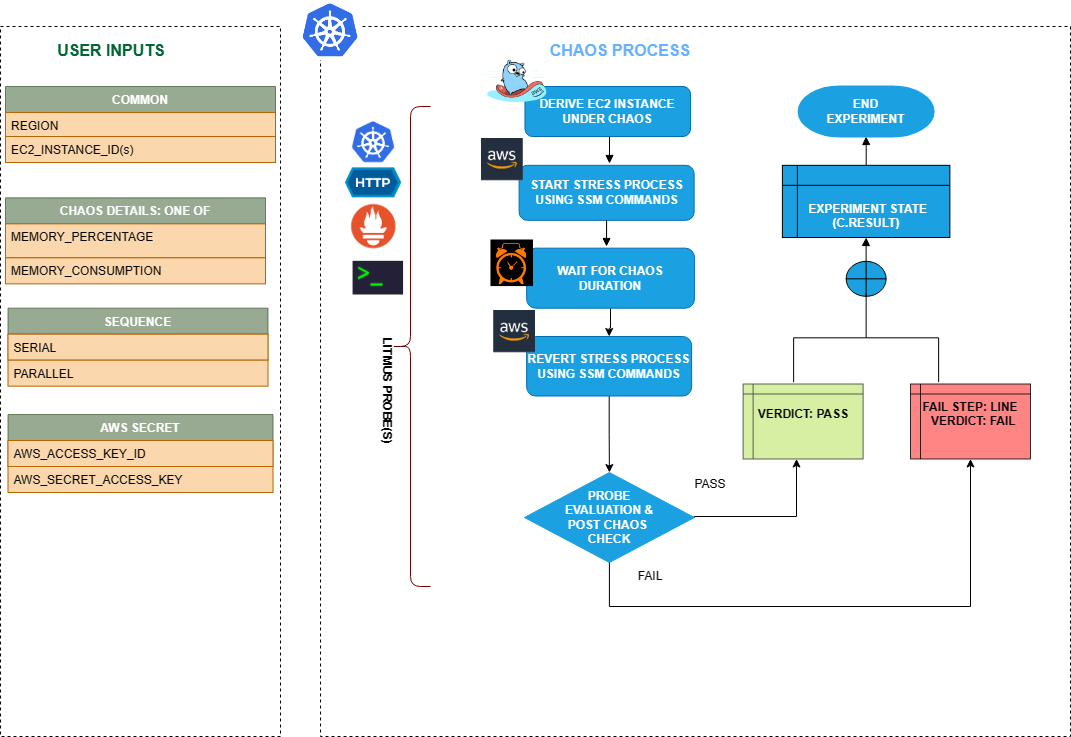 USER INPUTS
COMMON
REGION
EC2_INSTANCE_ID(s)
CHAOS DETAILS: ONE OF
MEMORY_PERCENTAGE
MEMORY_CONSUMPTION
SEQUENCE
SERIAL
PARALLEL
AWS SECRET
AWS_ACCESS_KEY_ID
AWS_SECRET_ACCESS_KEY
CHAOS PROCESS
HTTP
>_
LITMUS PROBE(S)
DERIVE EC2 INSTANCE
UNDER CHAOS
aws
START STRESS PROCESS
USING SSM COMMANDS
WAIT FOR CHAOS
DURATION
aws
REVERT STRESS PROCESS
USING SSM COMMANDS
PROBE
EVALUATION &
POST CHAOS
CHECK
PASS
FAIL
VERDICT: PASS
FAIL STEP: LINE
VERDICT: FAIL
EXPERIMENT STATE
(C.RESULT)
END
EXPERIMENT